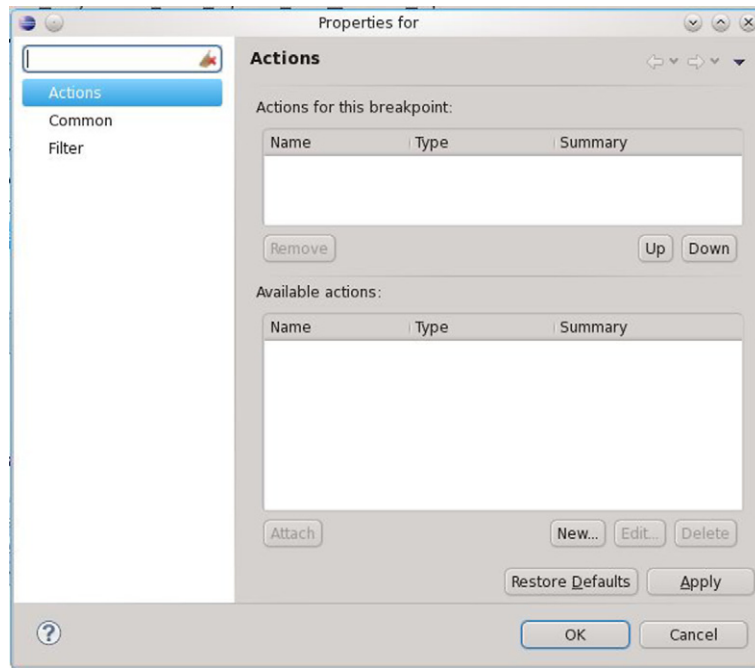 Properties for
Actions
Common
Filter
Actions
Actions for this breakpoint:
Name Type Summary
Remove Up Down
Available actions:
Name Type Summary
Attach New... Edit... Delete
Restore Defaults Apply
? OK Cancel